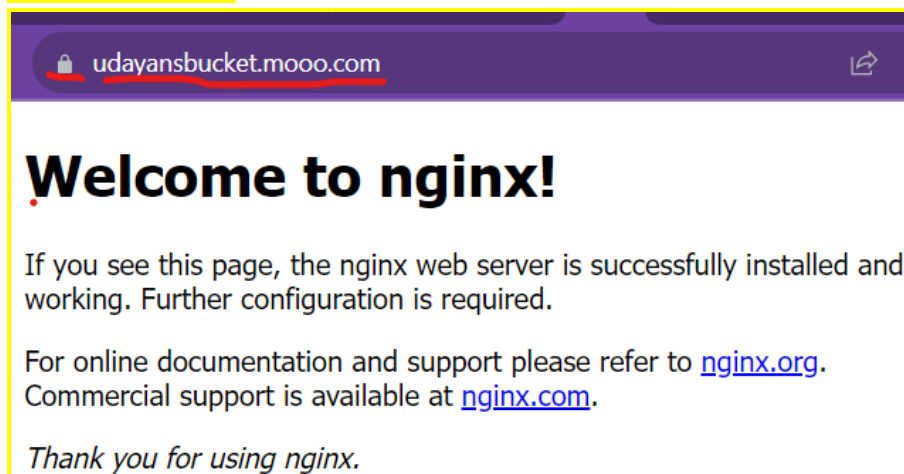 udayansbucket.mooo.com
Welcome to nginx!
If you see this page, the nginx web server is successfully installed and
working. Further configuration is required.
For online documentation and support please refer to nginx.org.
Commercial support is available at nginx.com.
Thank you for using nginx.